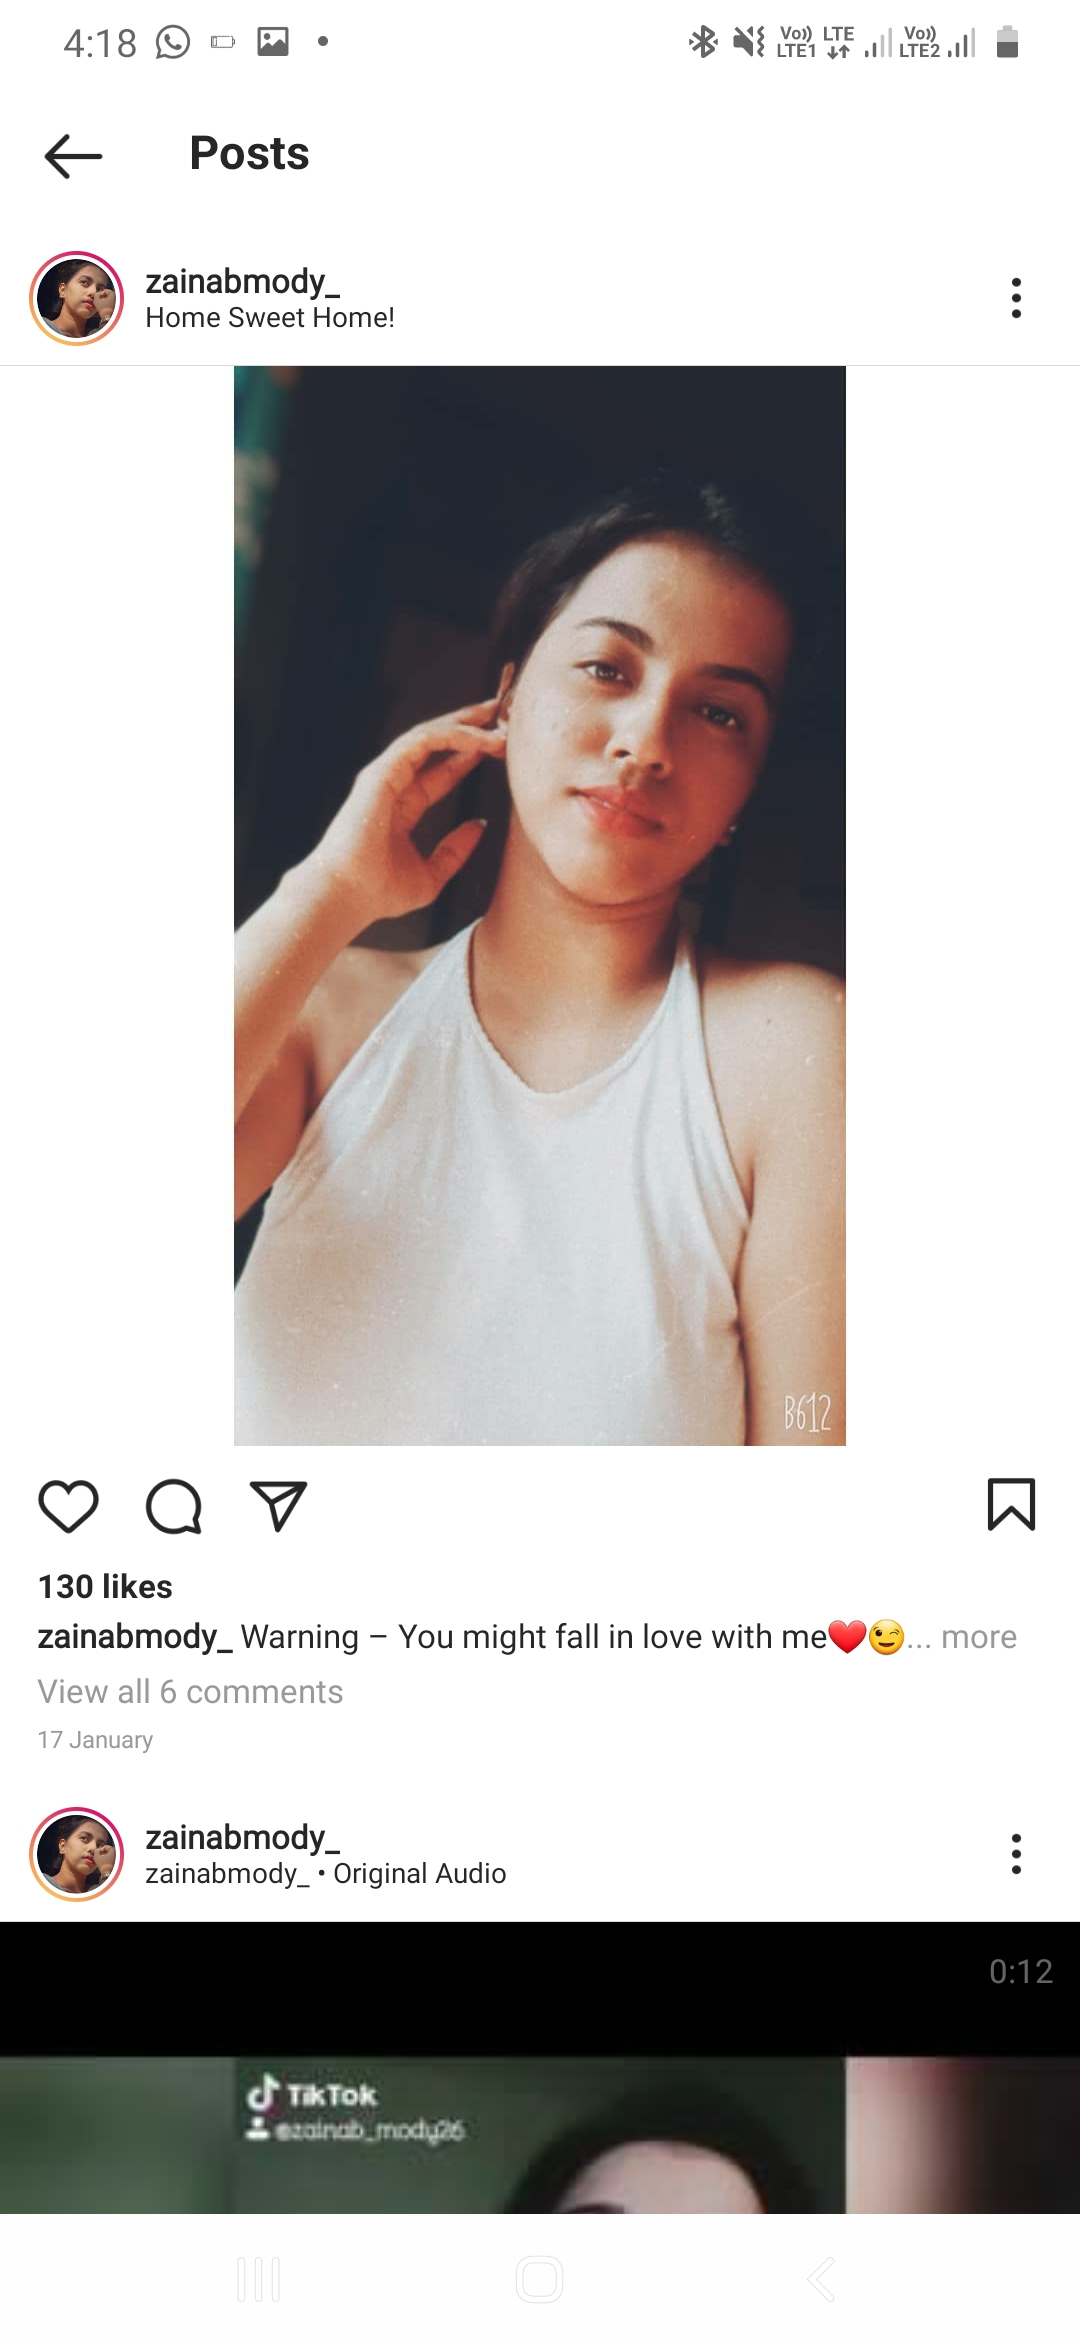 4:18
Vo)) LTE
LTE1
Vo))
LTE2
Posts
zainabmody_
Home Sweet Home!
B612
130 likes
zainabmody_ Warning – You might fall in love with me❤️😉... more
View all 6 comments
17 January
zainabmody_
zainabmody_ • Original Audio
0:12
TikTok
@zainab_mody26